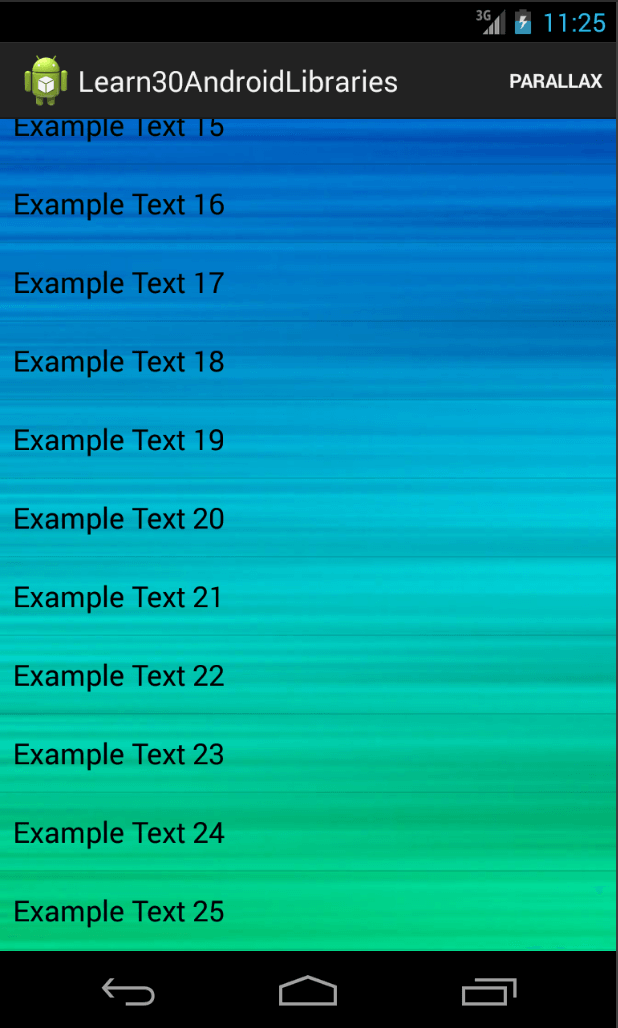 3G 11:25
Learn30AndroidLibraries PARALLAX
Example Text 15
Example Text 16
Example Text 17
Example Text 18
Example Text 19
Example Text 20
Example Text 21
Example Text 22
Example Text 23
Example Text 24
Example Text 25